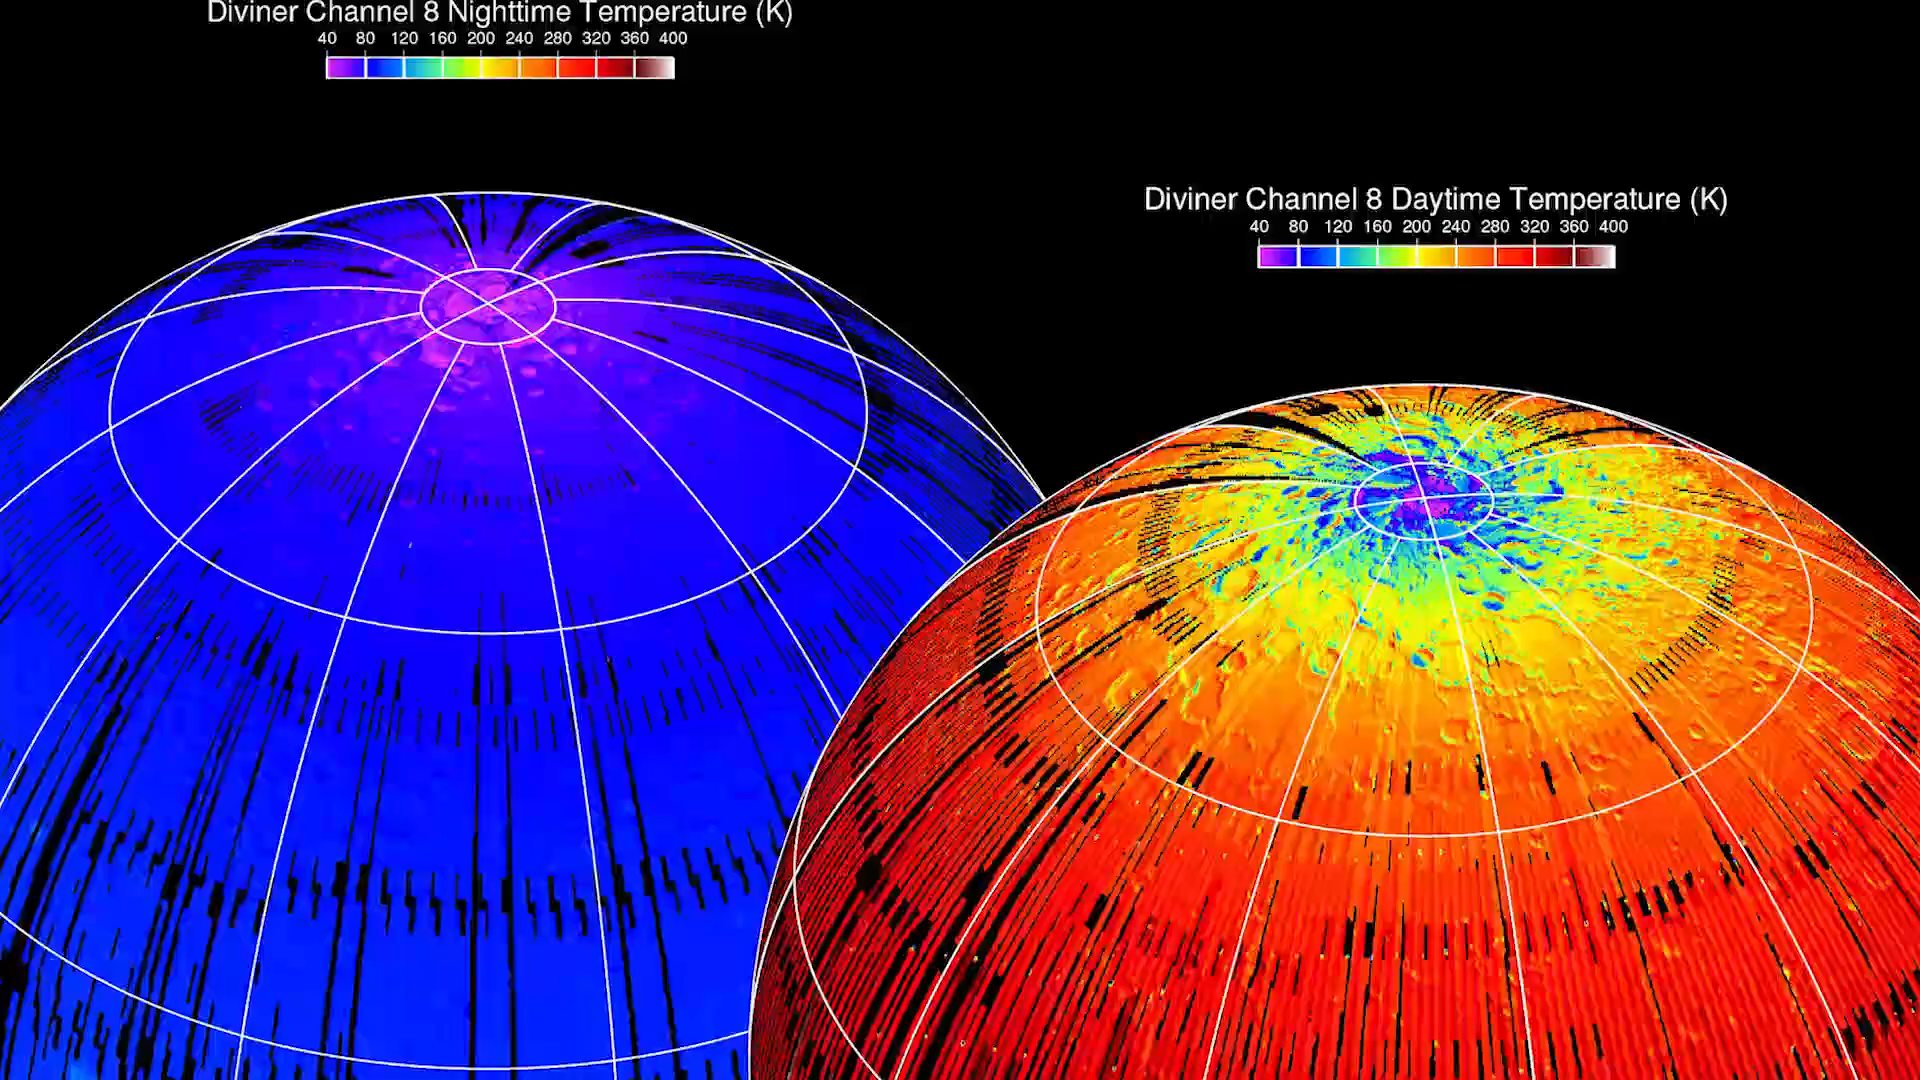 Diviner Channel 8 Nighttime Temperature (K)
40 80 120 160 200 240 280 320 360 400
Diviner Channel 8 Daytime Temperature (K)
40 80 120 160 200 240 280 320 360 400